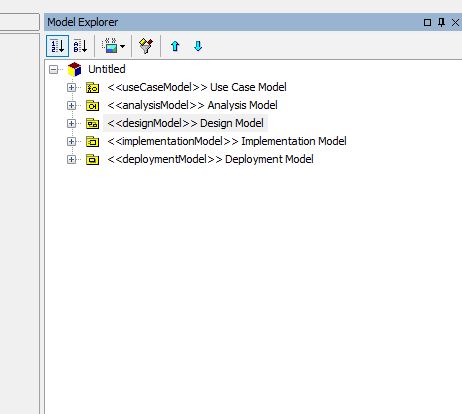 Model Explorer
Untitled
<<useCaseModel>> Use Case Model
<<analysisModel>> Analysis Model
<<designModel>> Design Model
<<implementationModel>> Implementation Model
<<deploymentModel>> Deployment Model